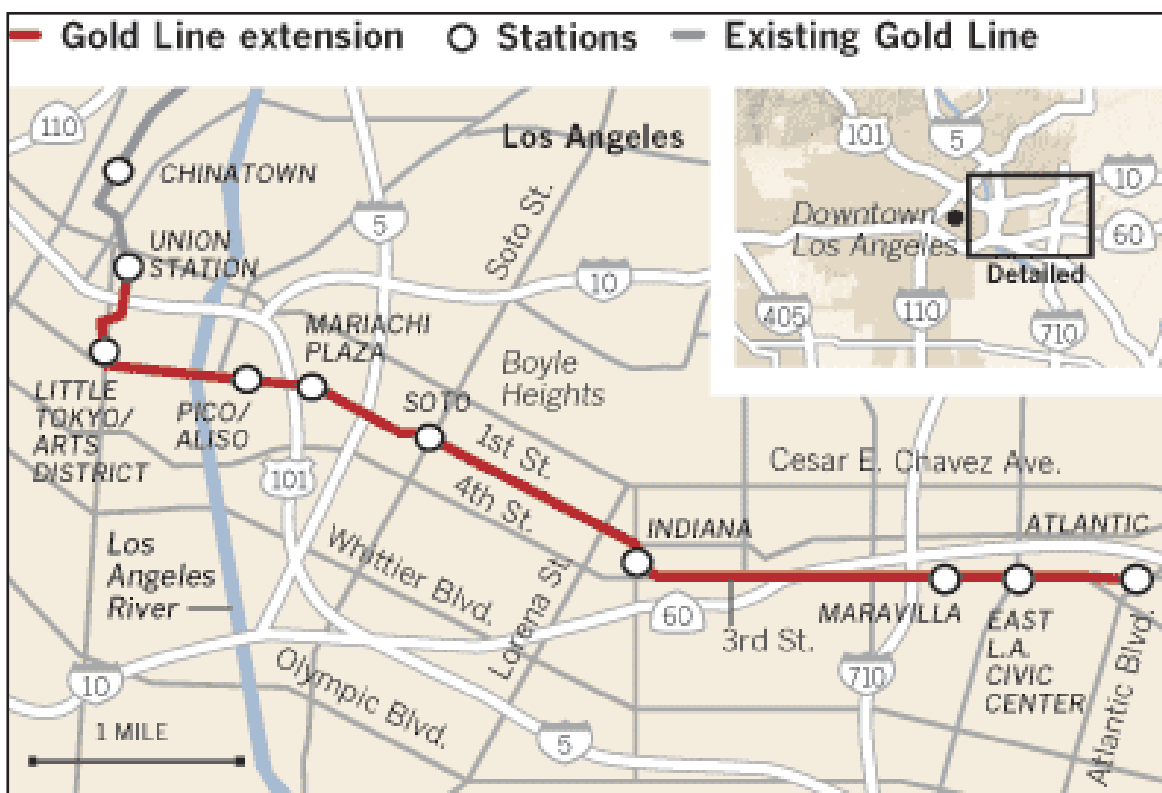 Gold Line extension
Stations
Existing Gold Line
110
CHINATOWN
Los Angeles
5
Soto St.
UNION
STATION
10
101
5
10
Downtown
Los Angeles
60
Detailed
405
110
710
MARIACHI
PLAZA
Boyle
Heights
LITTLE
TOKYO/
ARTS
DISTRICT
PICO/
ALISO
SOTO
1st St.
4th St.
101
Cesar E. Chavez Ave.
INDIANA
ATLANTIC
Los
Angeles
River
Whittier Blvd.
Lorena St.
60
3rd St.
MARAVILLA
EAST
L.A.
CIVIC
CENTER
Atlantic Blvd.
10
Olympic Blvd.
710
5
1 MILE